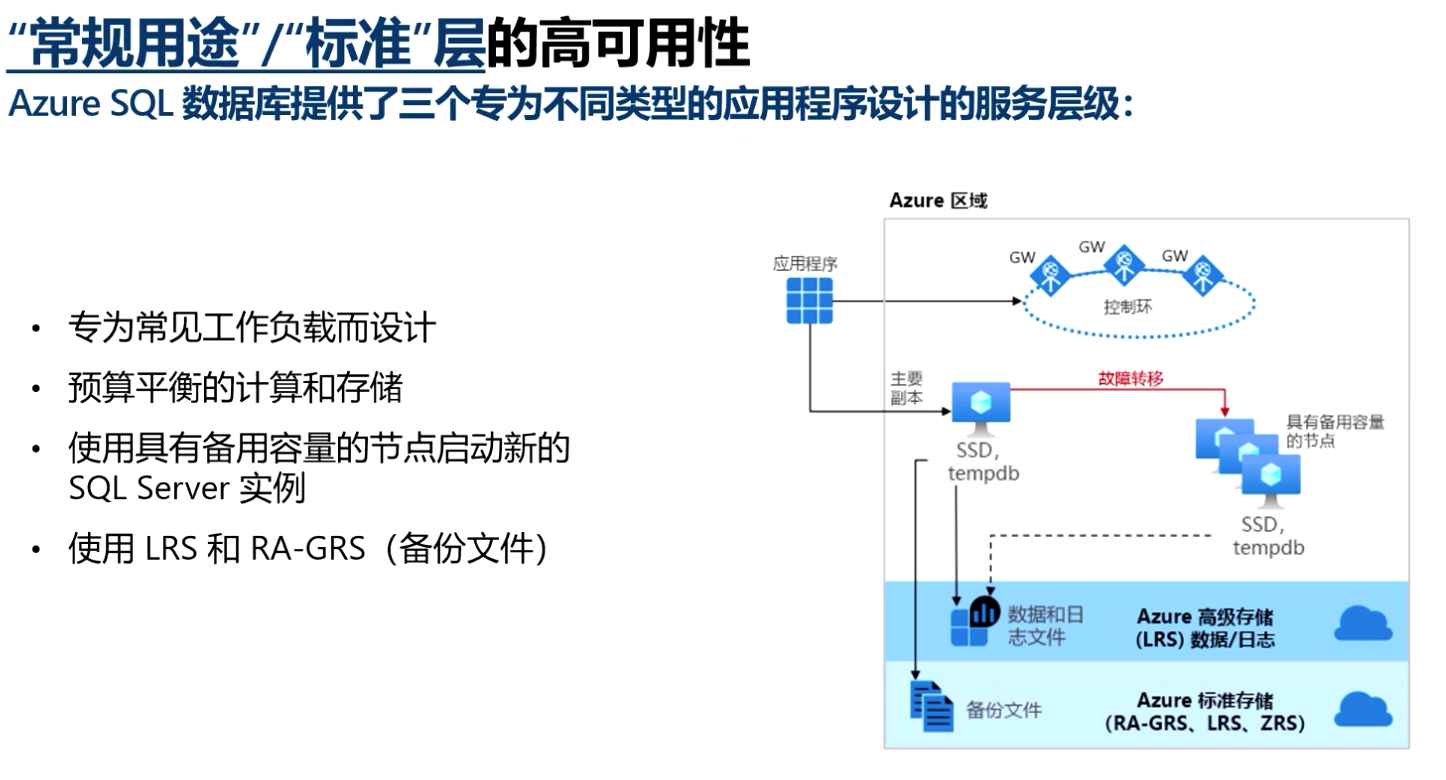 “常规用途”/“标准”层的高可用性
Azure SQL 数据库提供了三个专为不同类型的应用程序设计的服务层级：
• 专为常见工作负载而设计
• 预算平衡的计算和存储
• 使用具有备用容量的节点启动新的
SQL Server 实例
• 使用 LRS 和 RA-GRS（备份文件）
Azure 区域
应用程序
GW
GW
GW
控制环
主要
副本
故障转移
具有备用容量
的节点
SSD，
tempdb
SSD，
tempdb
数据和日
志文件
Azure 高级存储
(LRS) 数据/日志
备份文件
Azure 标准存储
（RA-GRS、LRS、ZRS）